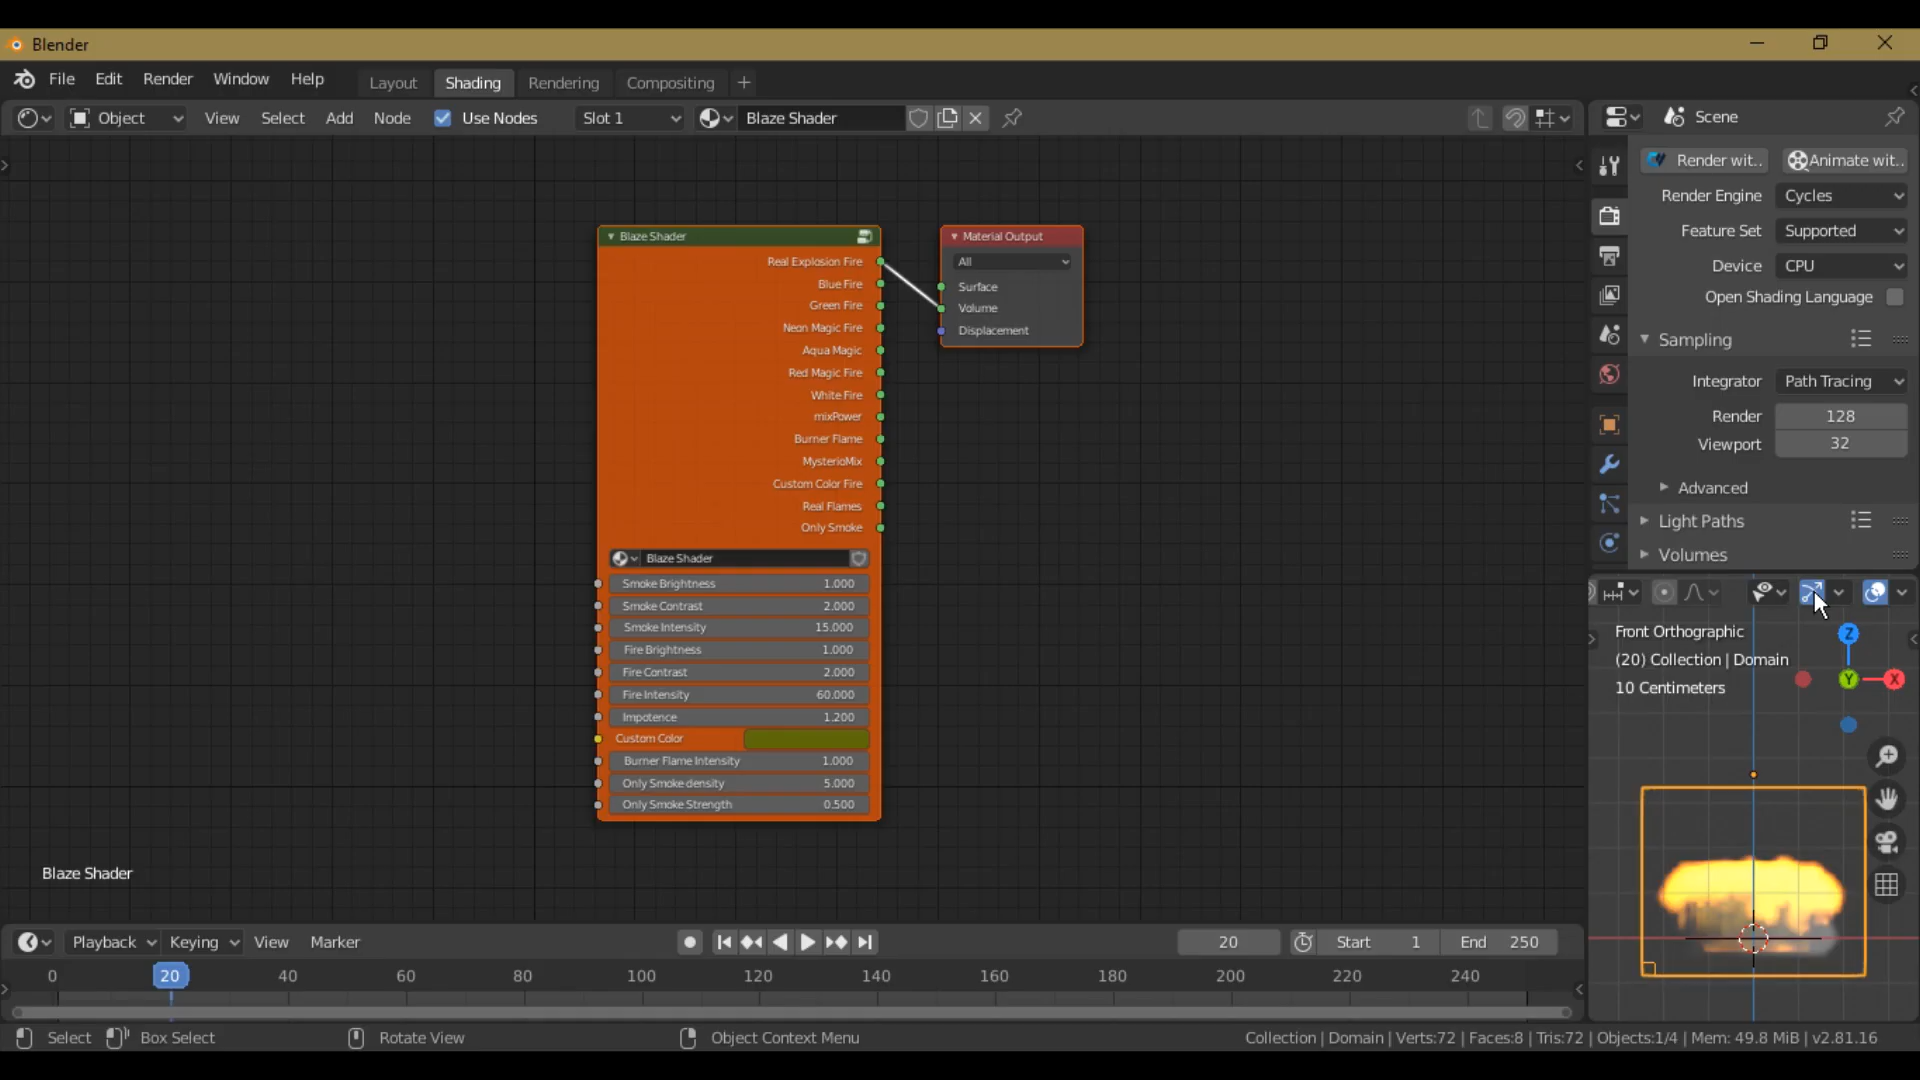 Blender
File Edit Render Window Help Layout Shading Rendering Compositing +
Object View Select Add Node Use Nodes Slot 1 Blaze Shader
Scene
Render wit.. Animate wit..
Render Engine Cycles
Feature Set Supported
Device CPU
Open Shading Language
Sampling
Integrator Path Tracing
Render 128
Viewport 32
Advanced
Light Paths
Volumes
Blaze Shader
Real Explosion Fire
Blue Fire
Green Fire
Neon Magic Fire
Aqua Magic
Red Magic Fire
White Fire
mixPower
Burner Flame
MysterioMix
Custom Color Fire
Real Flames
Only Smoke
Blaze Shader
Smoke Brightness 1.000
Smoke Contrast 2.000
Smoke Intensity 15.000
Fire Brightness 1.000
Fire Contrast 2.000
Fire Intensity 60.000
Impotence 1.200
Custom Color
Burner Flame Intensity 1.000
Only Smoke density 5.000
Only Smoke Strength 0.500
Material Output
All
Surface
Volume
Displacement
Front Orthographic
(20) Collection | Domain
10 Centimeters
Z
Y
X
Blaze Shader
Playback Keying View Marker 20 Start 1 End 250
0 20 40 60 80 100 120 140 160 180 200 220 240
Select Box Select Rotate View Object Context Menu Collection | Domain | Verts:72 | Faces:8 | Tris:72 | Objects:1/4 | Mem: 49.8 MiB | v2.81.16